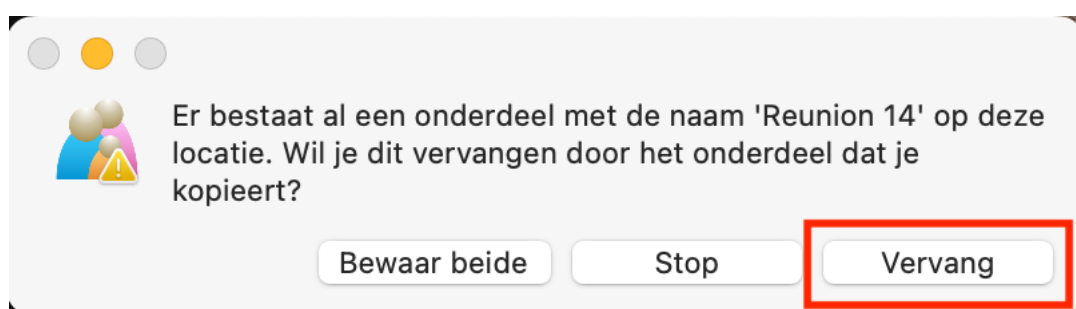 Er bestaat al een onderdeel met de naam 'Reunion 14' op deze
locatie. Wil je dit vervangen door het onderdeel dat je
kopieert?
Bewaar beide Stop Vervang